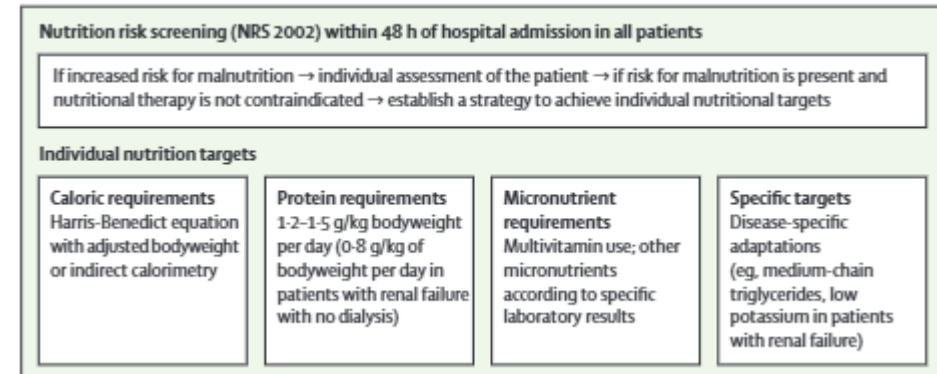 Nutrition risk screening (NRS 2002) within 48 h of hospital admission in all patients
If increased risk for malnutrition → individual assessment of the patient → if risk for malnutrition is present and
nutritional therapy is not contraindicated → establish a strategy to achieve individual nutritional targets
Individual nutrition targets
Caloric requirements
Harris-Benedict equation
with adjusted bodyweight
or indirect calorimetry
Protein requirements
1·2–1·5 g/kg bodyweight
per day (0·8 g/kg of
bodyweight per day in
patients with renal failure
with no dialysis)
Micronutrient
requirements
Multivitamin use; other
micronutrients
according to specific
laboratory results
Specific targets
Disease-specific
adaptations
(eg, medium-chain
triglycerides, low
potassium in patients
with renal failure)